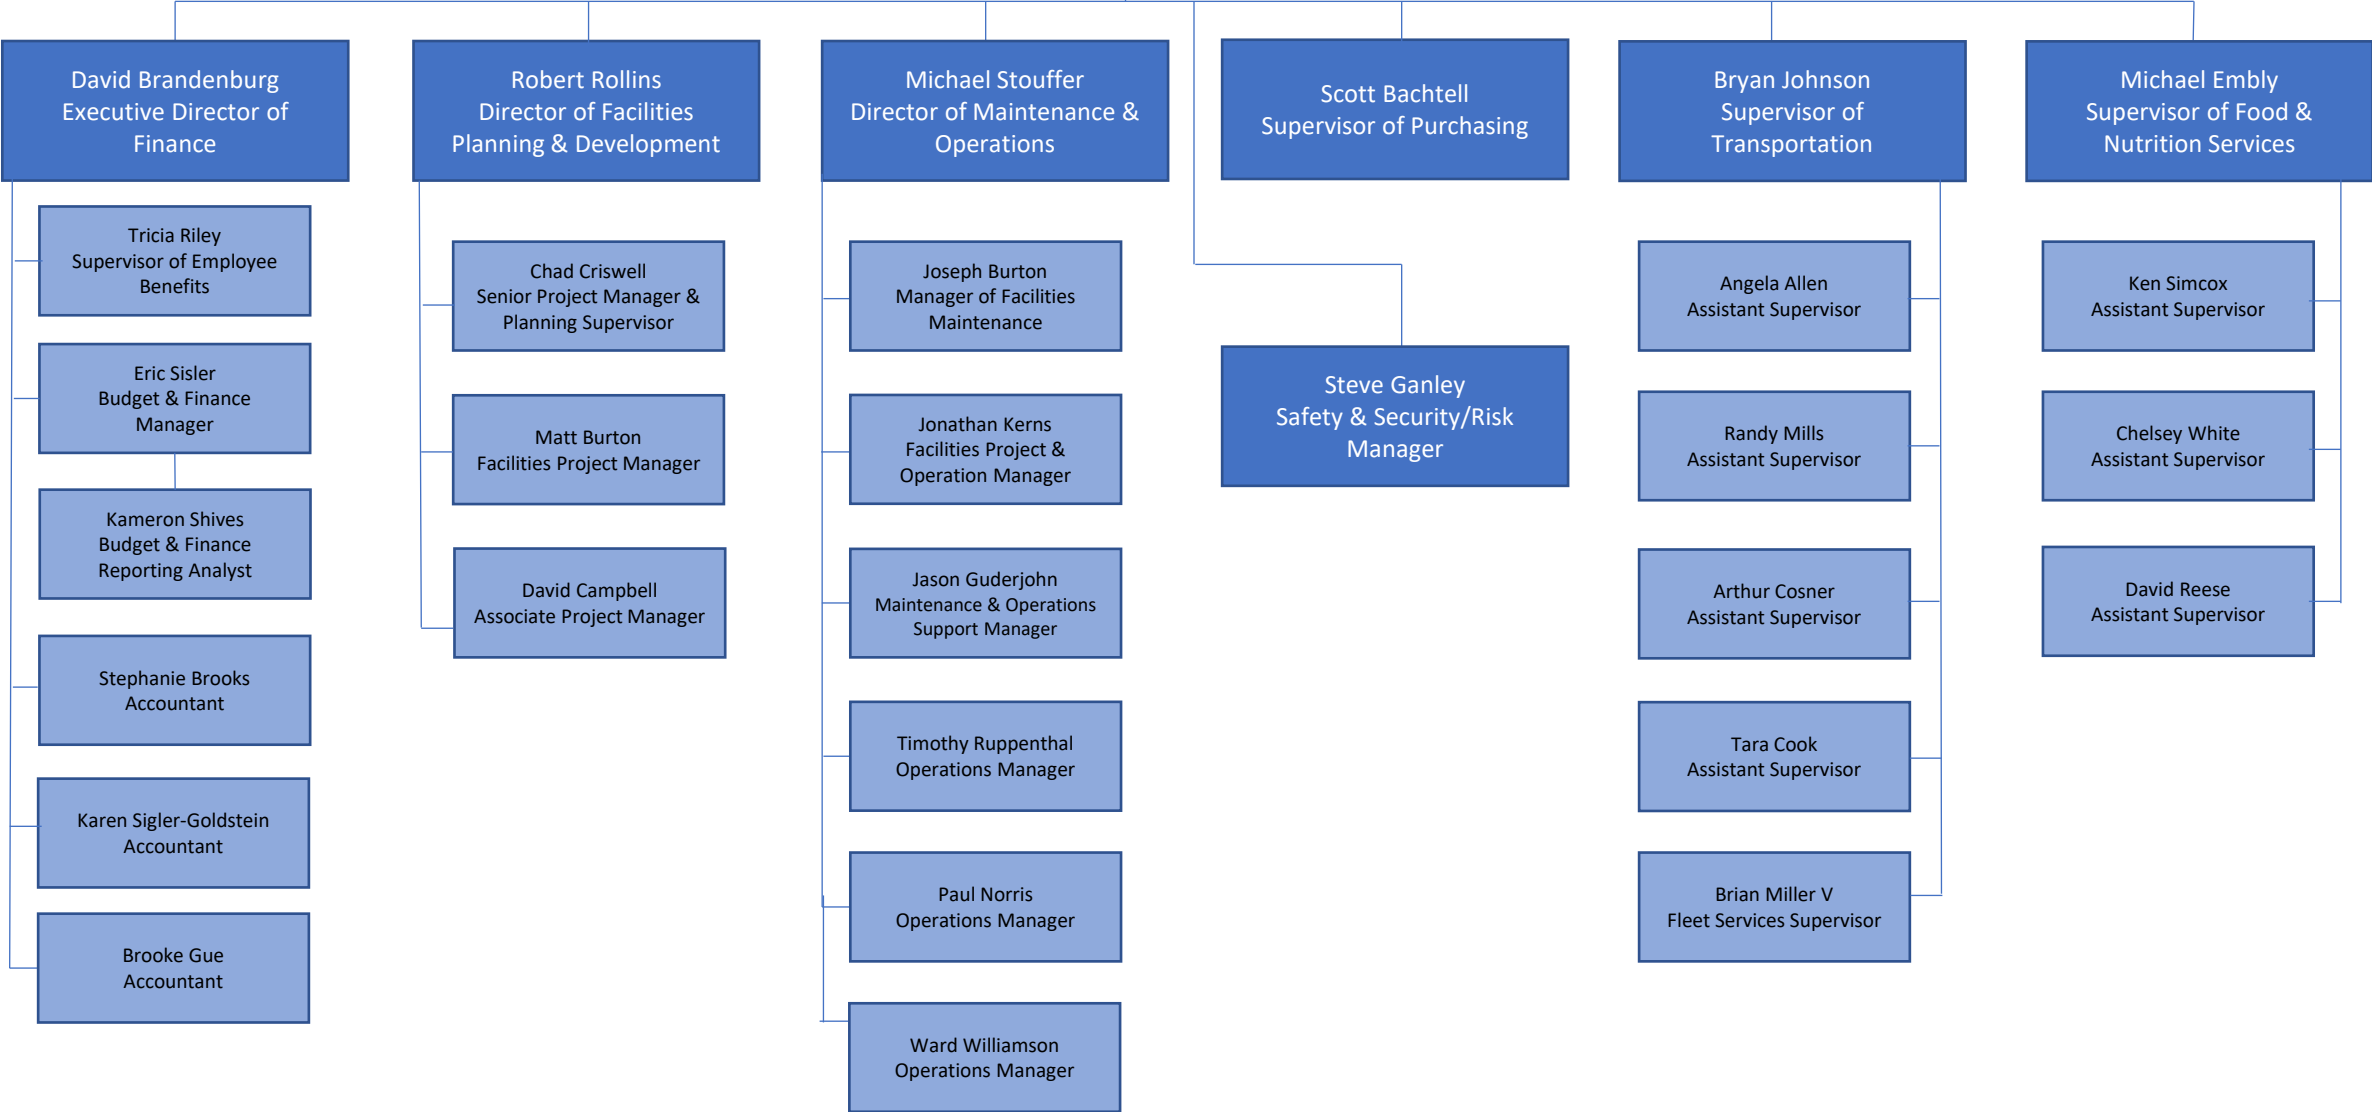 David Brandenburg
Executive Director of
Finance
Robert Rollins
Director of Facilities
Planning & Development
Michael Stouffer
Director of Maintenance &
Operations
Scott Bachtell
Supervisor of Purchasing
Bryan Johnson
Supervisor of
Transportation
Michael Embly
Supervisor of Food &
Nutrition Services
Tricia Riley
Supervisor of Employee
Benefits
Eric Sisler
Budget & Finance
Manager
Kameron Shives
Budget & Finance
Reporting Analyst
Stephanie Brooks
Accountant
Karen Sigler-Goldstein
Accountant
Brooke Gue
Accountant
Chad Criswell
Senior Project Manager &
Planning Supervisor
Matt Burton
Facilities Project Manager
David Campbell
Associate Project Manager
Joseph Burton
Manager of Facilities
Maintenance
Jonathan Kerns
Facilities Project &
Operation Manager
Jason Guderjohn
Maintenance & Operations
Support Manager
Timothy Ruppenthal
Operations Manager
Paul Norris
Operations Manager
Ward Williamson
Operations Manager
Steve Ganley
Safety & Security/Risk
Manager
Angela Allen
Assistant Supervisor
Randy Mills
Assistant Supervisor
Arthur Cosner
Assistant Supervisor
Tara Cook
Assistant Supervisor
Brian Miller V
Fleet Services Supervisor
Ken Simcox
Assistant Supervisor
Chelsey White
Assistant Supervisor
David Reese
Assistant Supervisor